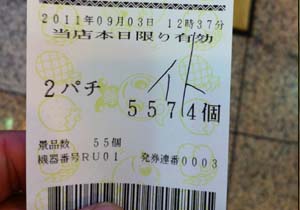 2011年09月03日 12時37分
当店本日限り有効
2パチ
5574個
景品数 55個
機器番号RU01 発券連番0003